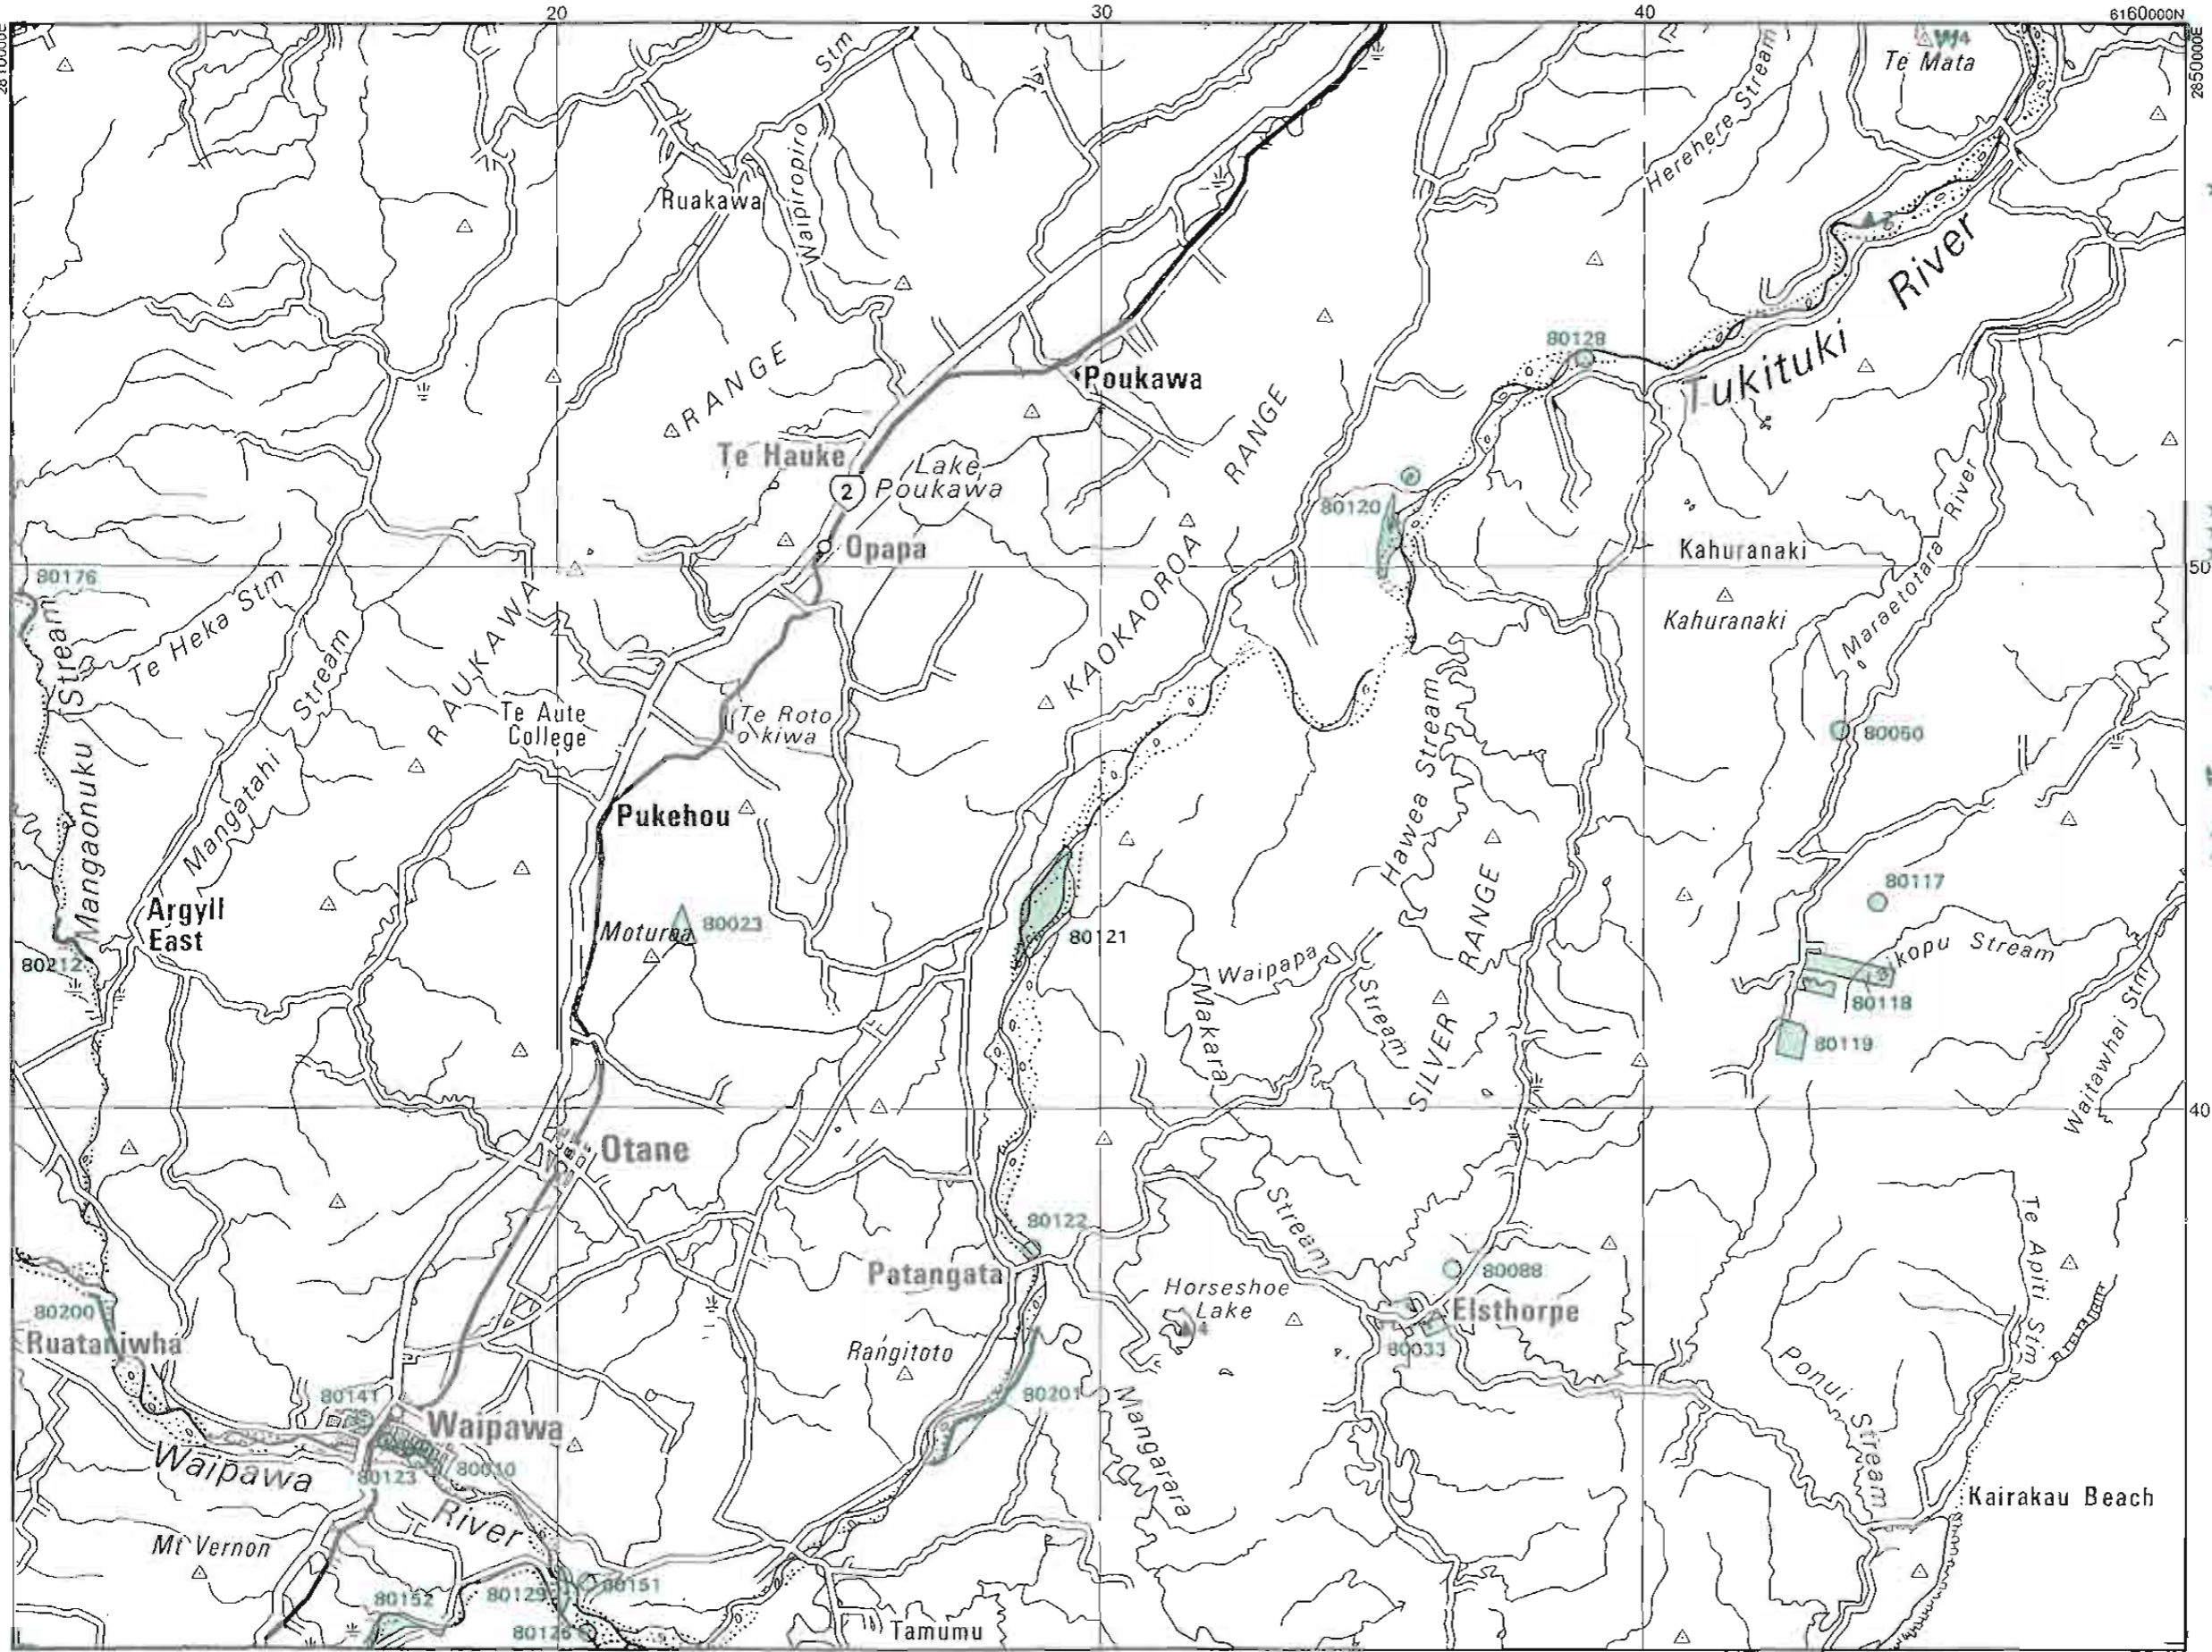 20
30
40
6160000N
2850000E
Te Mata
Stm
Herehere Stream
Ruakawa
Tukituki River
80128
RANGE
Poukawa
RANGE
Te Hauke
Lake
Poukawa
2
80120
Opapa
Kahuranaki
50
80176
Te Heka Stm
KAOKAOROA
Kahuranaki
Maraetotara River
RAUKAWA
Mangaonuku Stream
Mangatahi Stream
Te Aute
College
Te Roto
o kiwa
Hawea Stream
80060
Pukehou
80117
Argyll
East
Moturoa
80023
80121
RANGE
80212
Waipapa
Stream
kopu Stream
80118
Makara
SILVER
80119
Waitawhai Stm
40
Otane
Stream
80122
Te Apiti Stm
Patangata
80088
Horseshoe
Lake
4
80200
Elsthorpe
Ruataniwha
80033
Rangitoto
Ponui Stream
80141
80201
Waipawa
Mangarara
Waipawa
80123
80010
River
Kairakau Beach
Mt Vernon
80152
80129
80151
80126
Tamumu